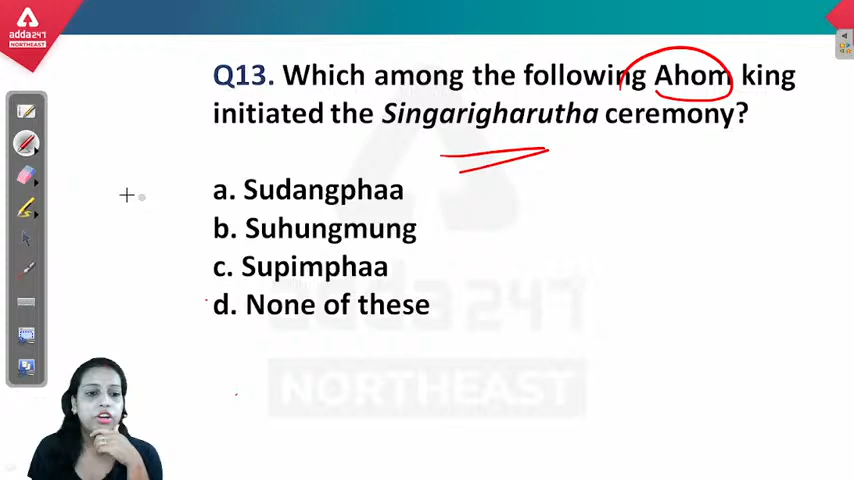 adda247
NORTHEAST
Q13. Which among the following Ahom king
initiated the Singarigharutha ceremony?
a. Sudangphaa
b. Suhungmung
c. Supimphaa
d. None of these
adda247
NORTHEAST